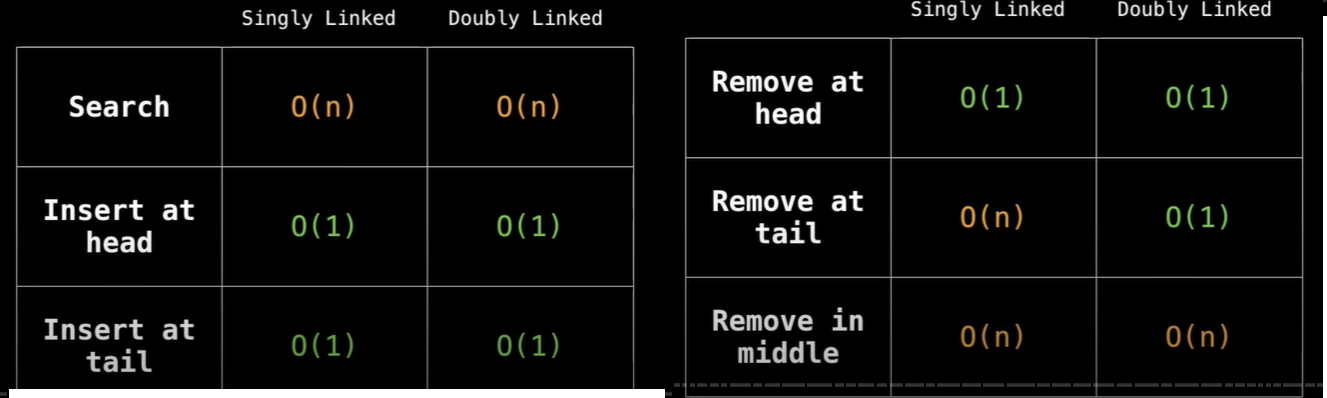 Singly Linked Doubly Linked
Search O(n) O(n)
Insert at
head O(1) O(1)
Insert at
tail O(1) O(1)
Singly Linked Doubly Linked
Remove at
head O(1) O(1)
Remove at
tail O(n) O(1)
Remove in
middle O(n) O(n)